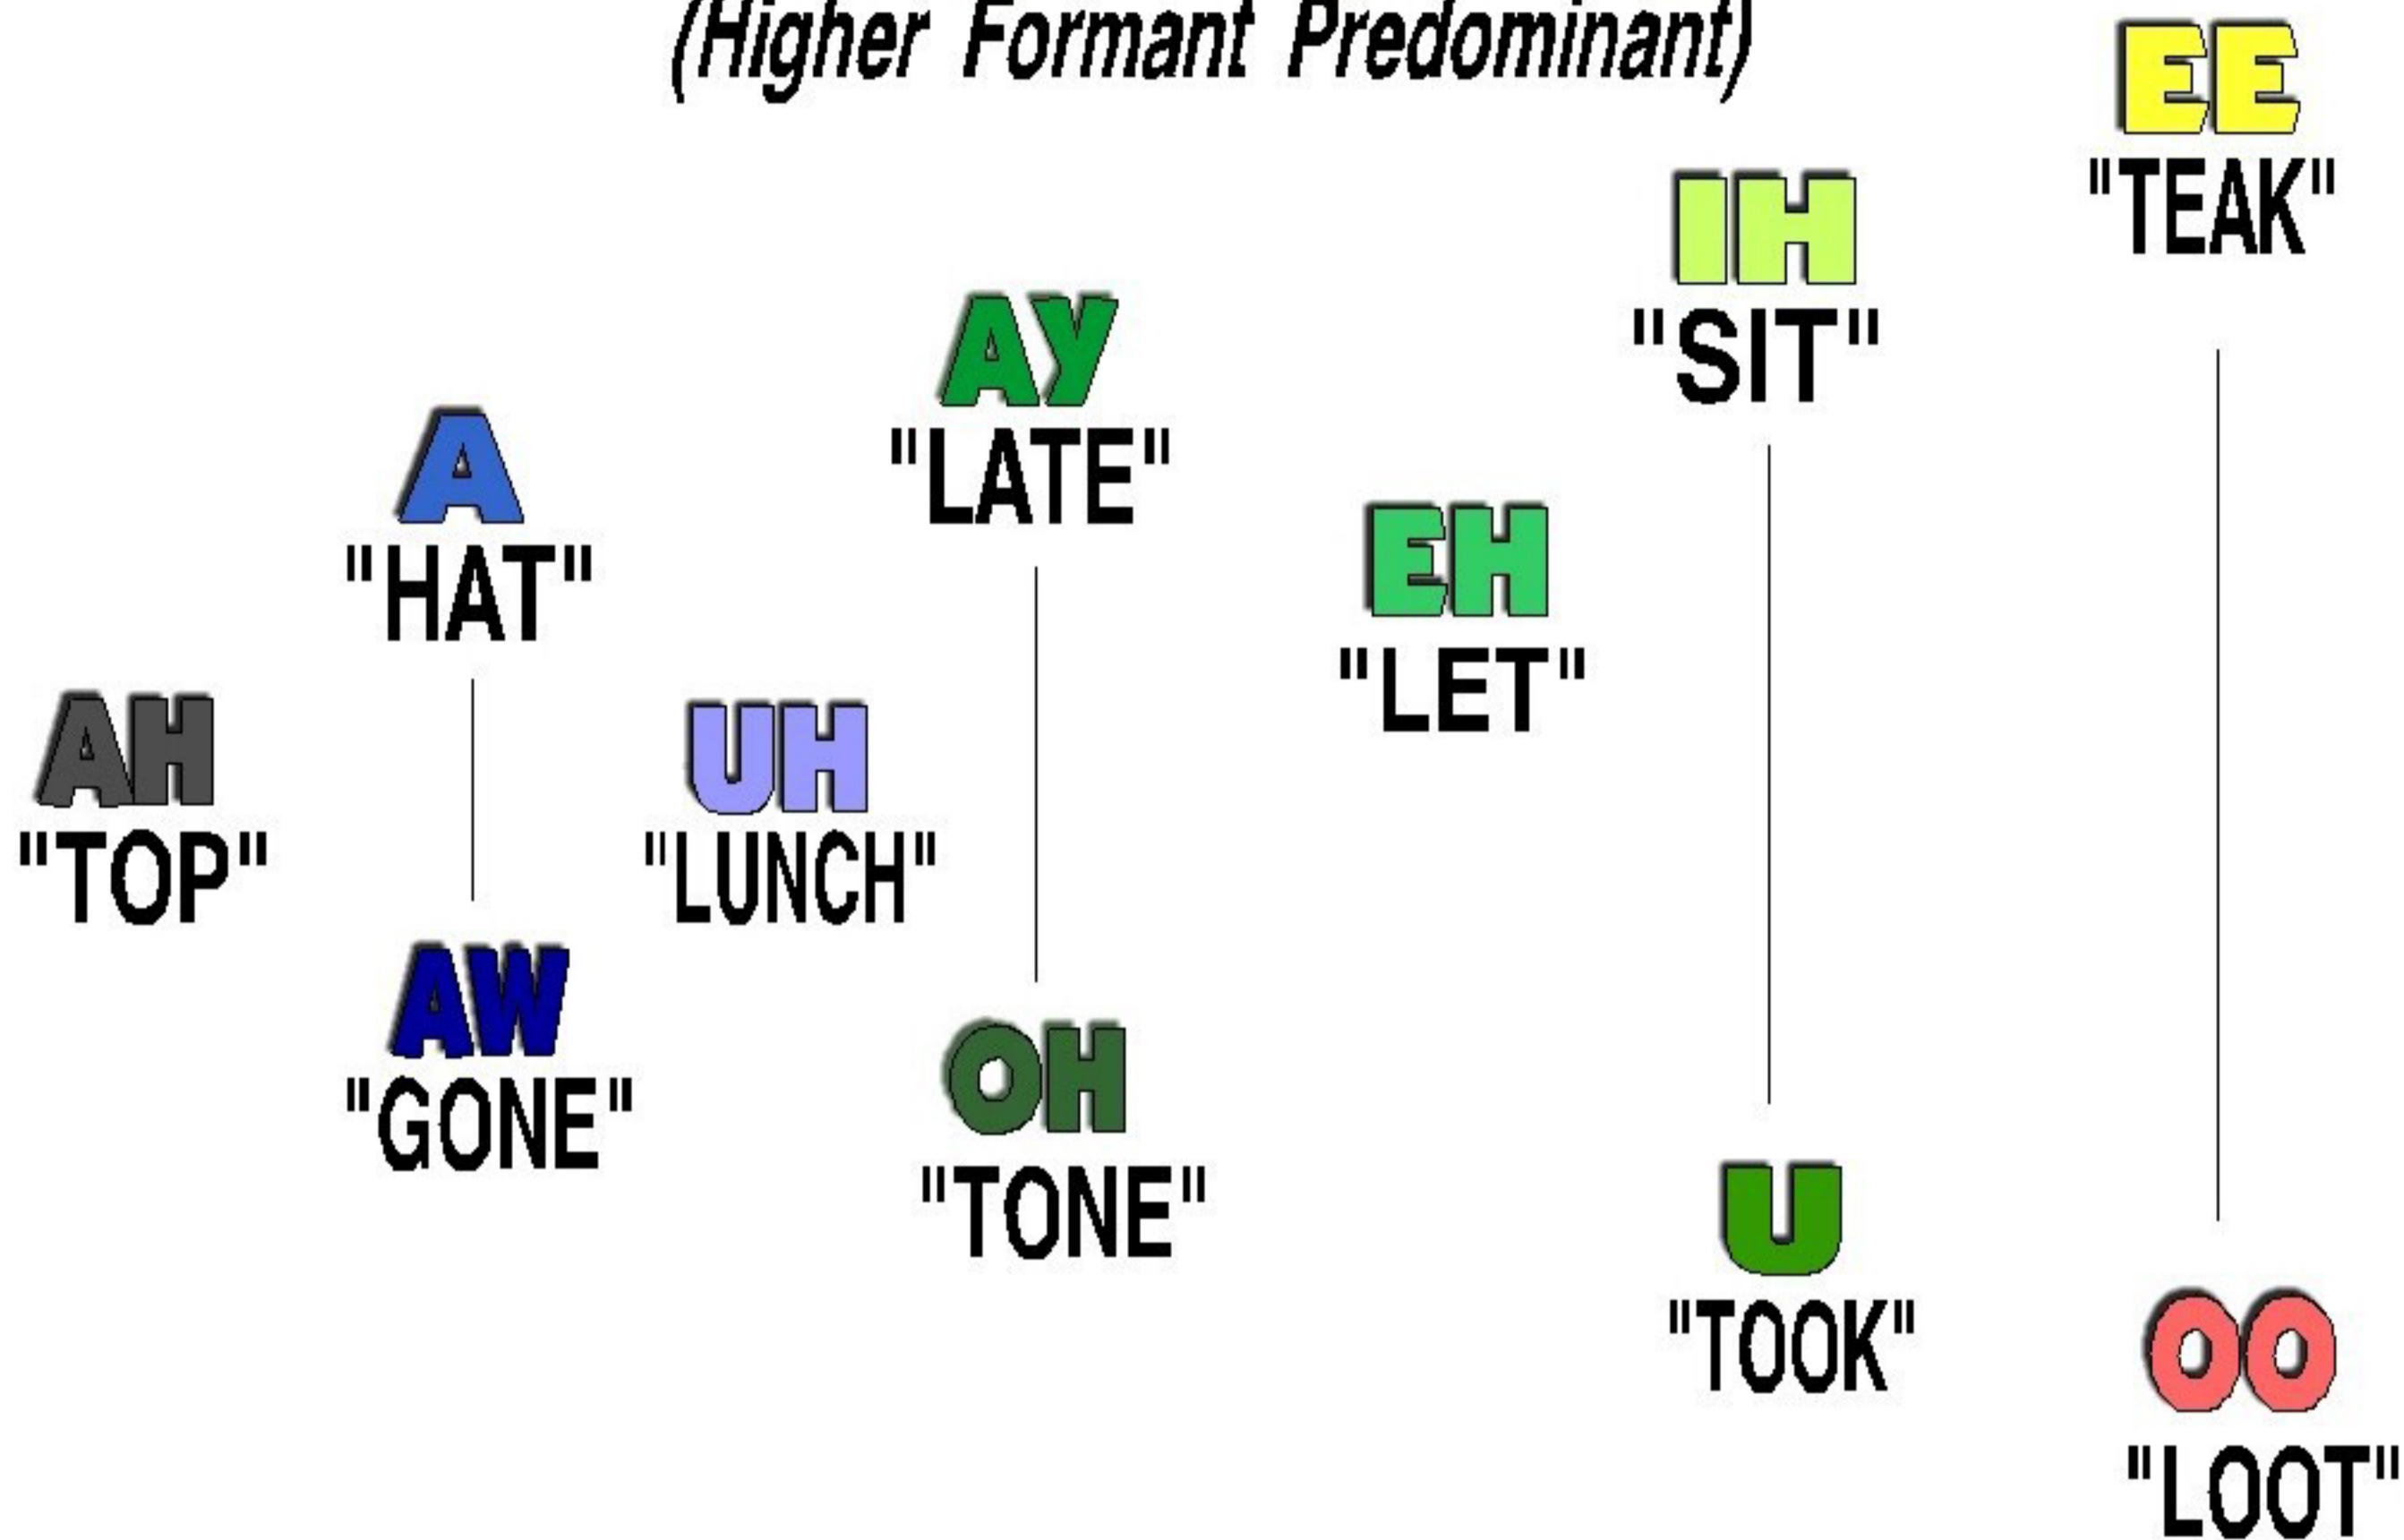 (Higher Formant Predominant)
EE
"TEAK"
IH
"SIT"
AY
"LATE"
A
"HAT"
EH
"LET"
AH
"TOP"
UH
"LUNCH"
AW
"GONE"
OH
"TONE"
U
"TOOK"
OO
"LOOT"